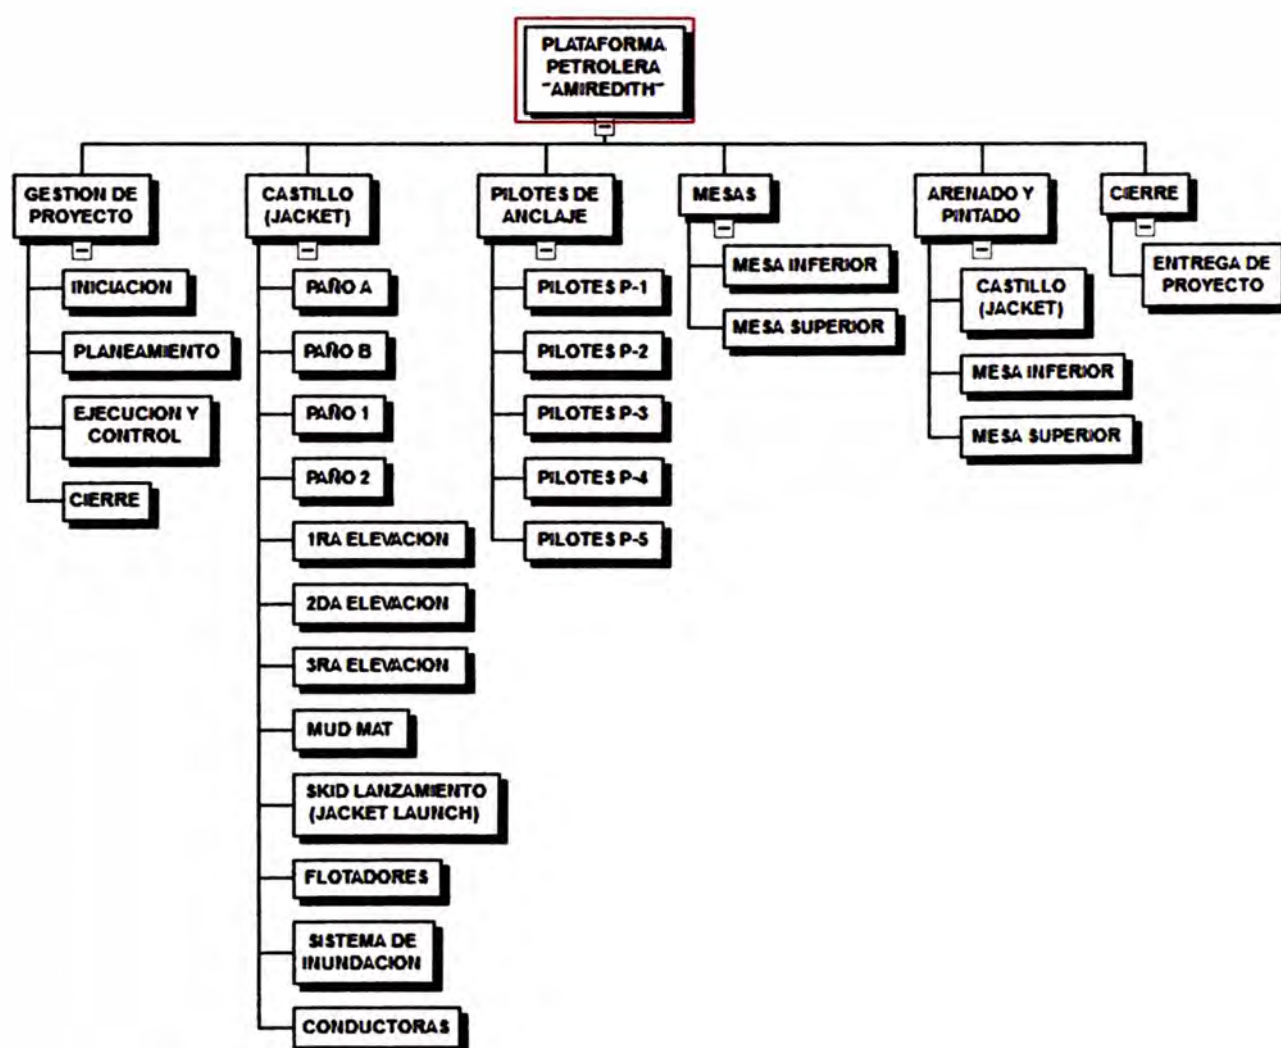 PLATAFORMA
PETROLERA
"AMIREDITH"
GESTION DE
PROYECTO
INICIACION
PLANEAMIENTO
EJECUCION Y
CONTROL
CIERRE
CASTILLO
(JACKET)
PAÑO A
PAÑO B
PAÑO 1
PAÑO 2
1RA ELEVACION
2DA ELEVACION
3RA ELEVACION
MUD MAT
SKID LANZAMIENTO
(JACKET LAUNCH)
FLOTADORES
SISTEMA DE
INUNDACION
CONDUCTORAS
PILOTES DE
ANCLAJE
PILOTES P-1
PILOTES P-2
PILOTES P-3
PILOTES P-4
PILOTES P-5
MESAS
MESA INFERIOR
MESA SUPERIOR
ARENADO Y
PINTADO
CASTILLO
(JACKET)
MESA INFERIOR
MESA SUPERIOR
CIERRE
ENTREGA DE
PROYECTO